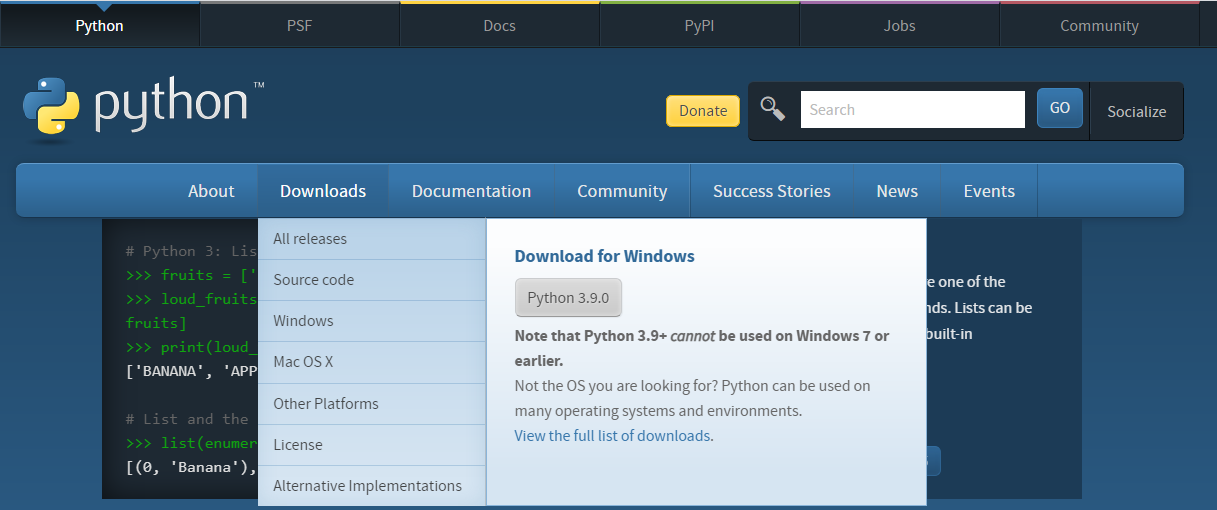 Python PSF Docs PyPI Jobs Community
python™
Donate Search GO Socialize
About Downloads Documentation Community Success Stories News Events
All releases
Source code
Windows
Mac OS X
Other Platforms
License
Alternative Implementations
Download for Windows
Python 3.9.0
Note that Python 3.9+ cannot be used on Windows 7 or
earlier.
Not the OS you are looking for? Python can be used on
many operating systems and environments.
View the full list of downloads.
# Python 3: Lis
>>> fruits = ['
>>> loud_fruits
fruits]
>>> print(loud_
['BANANA', 'APP
# List and the
>>> list(enumer
[(0, 'Banana'),
e one of the
nds. Lists can be
built-in